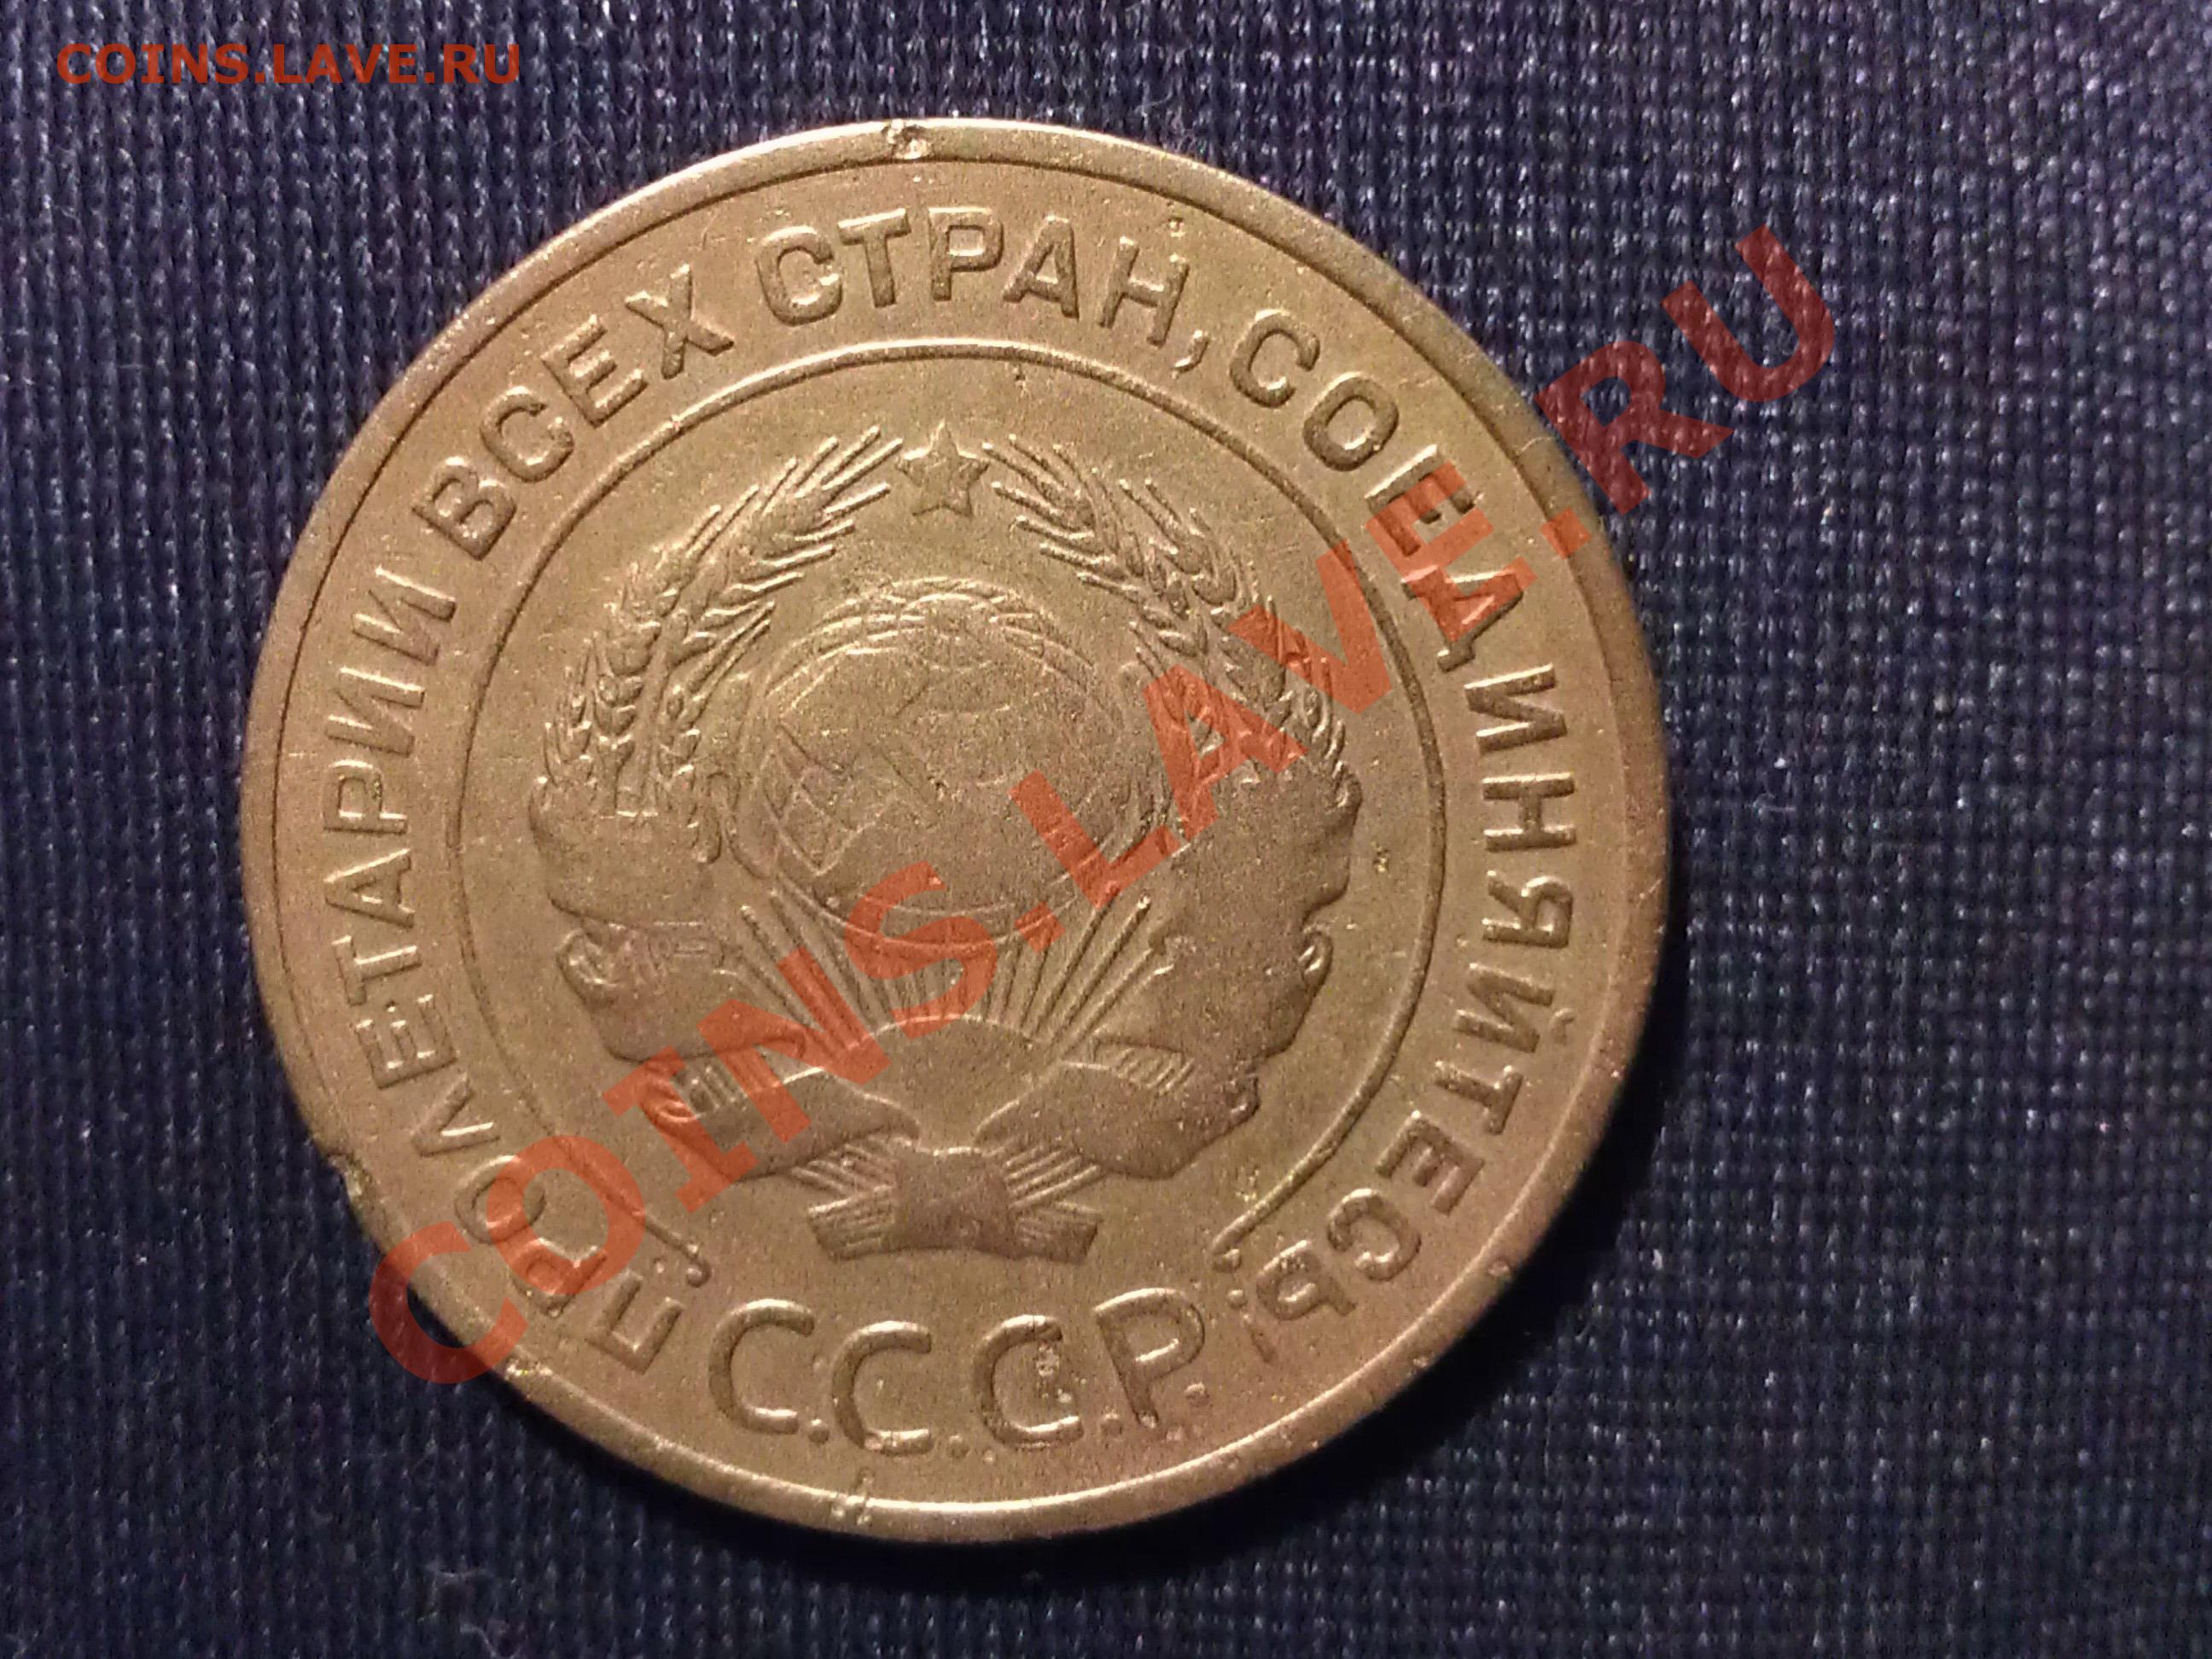 COINS.LAVE.RU
ПРОЛЕТАРИИ ВСЕХ СТРАН, СОЕДИНЯЙТЕСЬ!
С.С.С.Р.
COINS.LAVE.RU